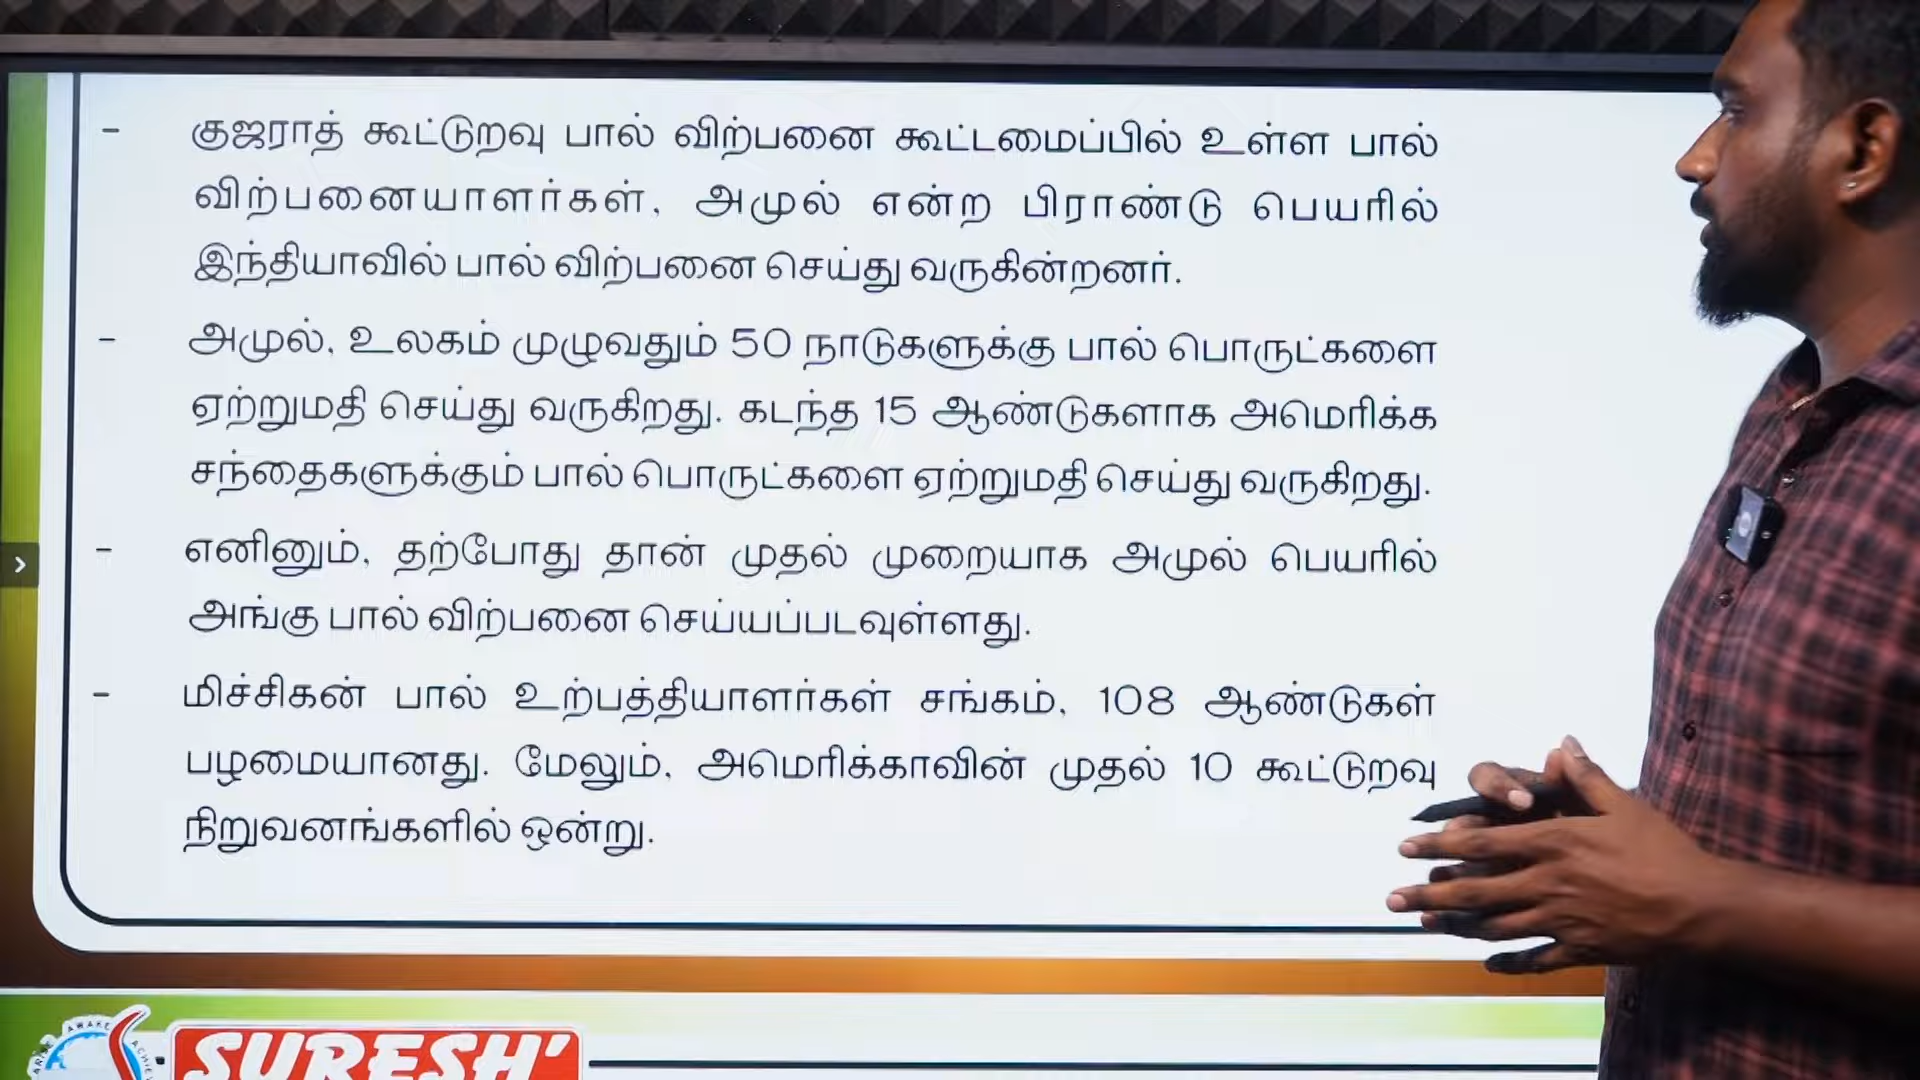 - குஜராத் கூட்டுறவு பால் விற்பனை கூட்டமைப்பில் உள்ள பால்
விற்பனையாளர்கள், அமுல் என்ற பிராண்டு பெயரில்
இந்தியாவில் பால் விற்பனை செய்து வருகின்றனர்.
- அமுல், உலகம் முழுவதும் 50 நாடுகளுக்கு பால் பொருட்களை
ஏற்றுமதி செய்து வருகிறது. கடந்த 15 ஆண்டுகளாக அமெரிக்க
சந்தைகளுக்கும் பால் பொருட்களை ஏற்றுமதி செய்து வருகிறது.
- எனினும், தற்போது தான் முதல் முறையாக அமுல் பெயரில்
அங்கு பால் விற்பனை செய்யப்படவுள்ளது.
- மிச்சிகன் பால் உற்பத்தியாளர்கள் சங்கம், 108 ஆண்டுகள்
பழமையானது. மேலும், அமெரிக்காவின் முதல் 10 கூட்டுறவு
நிறுவனங்களில் ஒன்று.
AWAKE
SURESH'